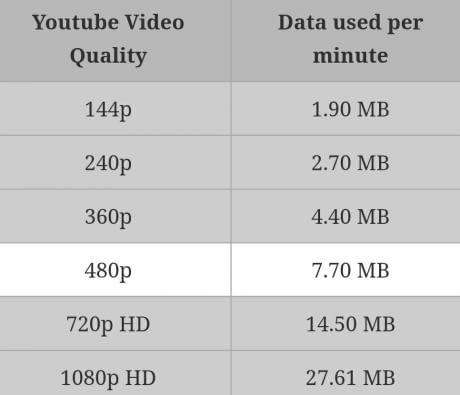 Youtube Video Data used per
Quality minute
144p 1.90 MB
240p 2.70 MB
360p 4.40 MB
480p 7.70 MB
720p HD 14.50 MB
1080p HD 27.61 MB